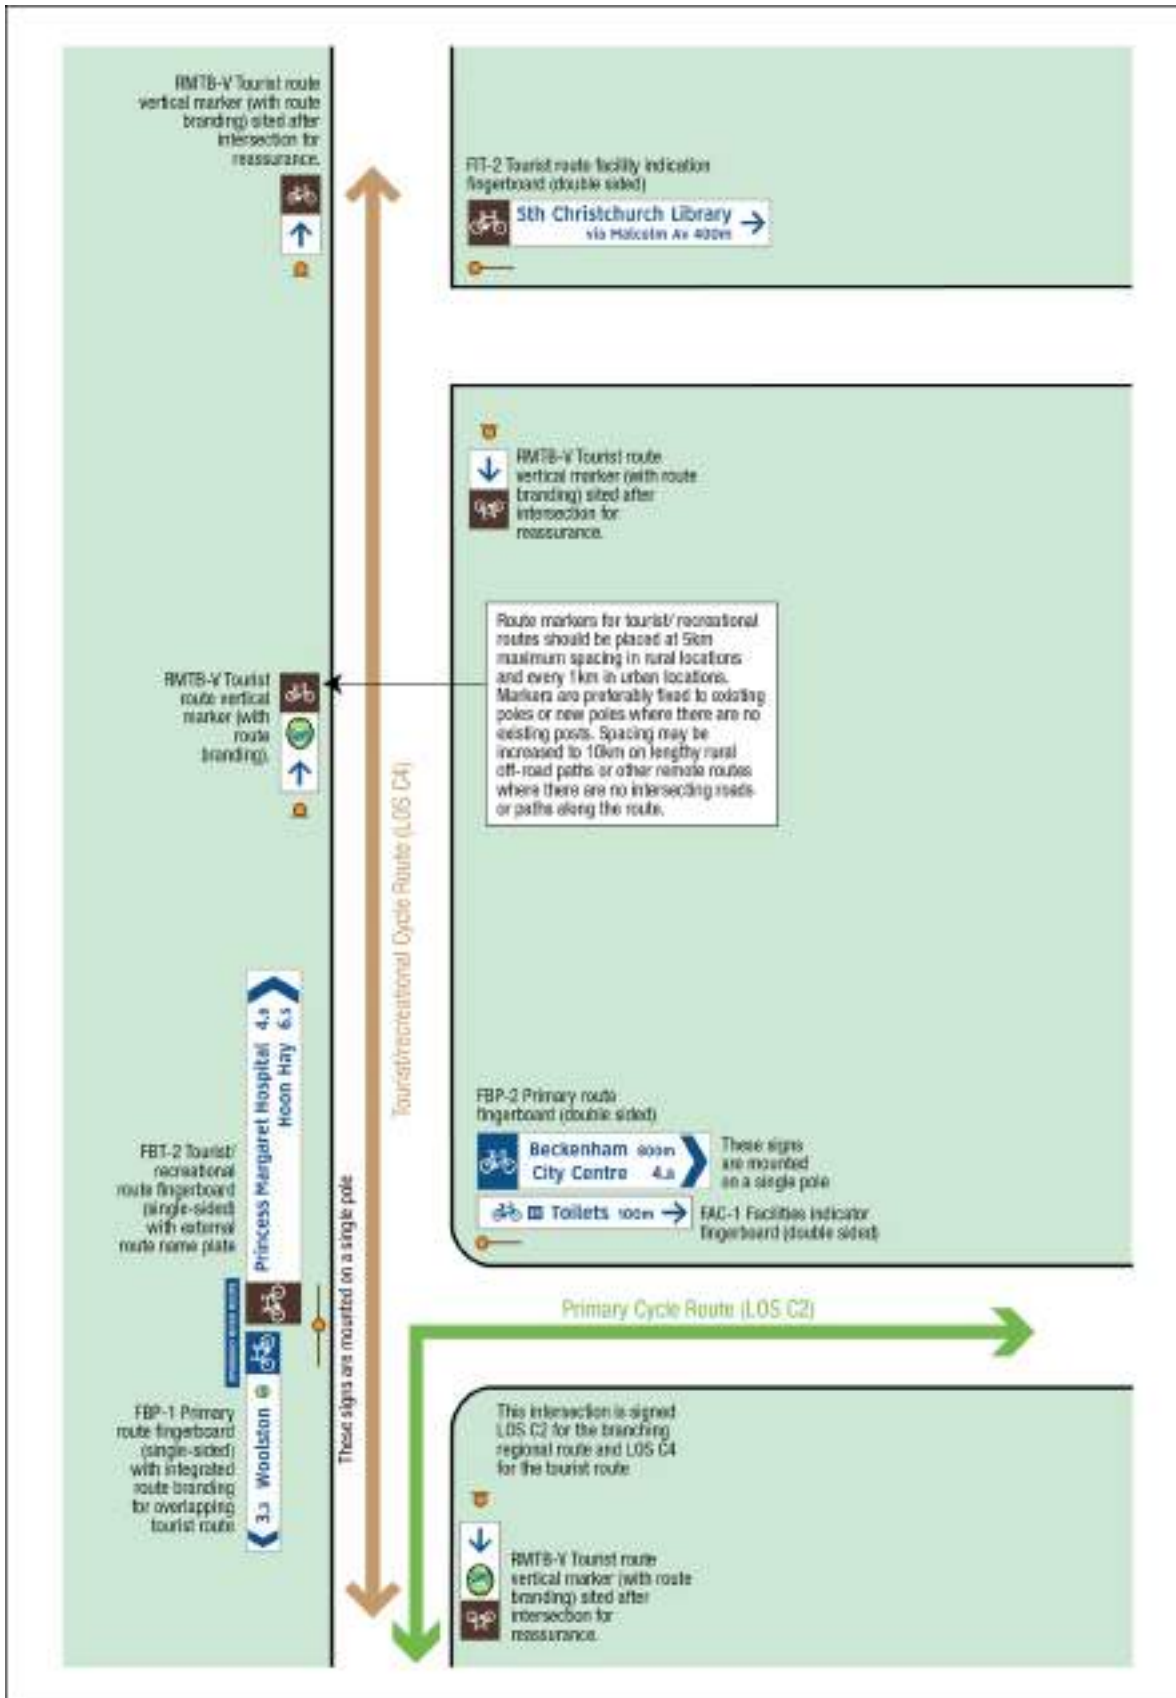 RMTB-V Tourist route
vertical marker (with route
branding) sited after
intersection for
reassurance.
FIT-2 Tourist route facility indication
fingerboard (double sided)
Sth Christchurch Library
via Malcolm Av 400m
RMTB-V Tourist route
vertical marker (with route
branding) sited after
intersection for
reassurance.
Route markers for tourist/ recreational
routes should be placed at 5km
maximum spacing in rural locations
and every 1km in urban locations.
Markers are preferably fixed to existing
poles or new poles where there are no
existing posts. Spacing may be
increased to 10km on lengthy rural
off-road paths or other remote routes
where there are no intersecting roads
or paths along the route.
RMTB-V Tourist
route vertical
marker (with
route
branding).
Tourist/recreational Cycle Route (LOS C4)
Princess Margaret Hospital
Hoon Hay
FBT-2 Tourist/
recreational
route fingerboard
(single-sided)
with external
route name plate
These signs are mounted on a single pole
FBP-2 Primary route
fingerboard (double sided)
Beckenham 800m
City Centre
These signs
are mounted
on a single pole
Toilets 100m
FAC-1 Facilities indicator
fingerboard (double sided)
Primary Cycle Route (LOS C2)
FBP-1 Primary
route fingerboard
(single-sided)
with integrated
route branding
for overlapping
tourist route
Woolston
This intersection is signed
LOS C2 for the branching
regional route and LOS C4
for the tourist route
RMTB-V Tourist route
vertical marker (with route
branding) sited after
intersection for
reassurance.